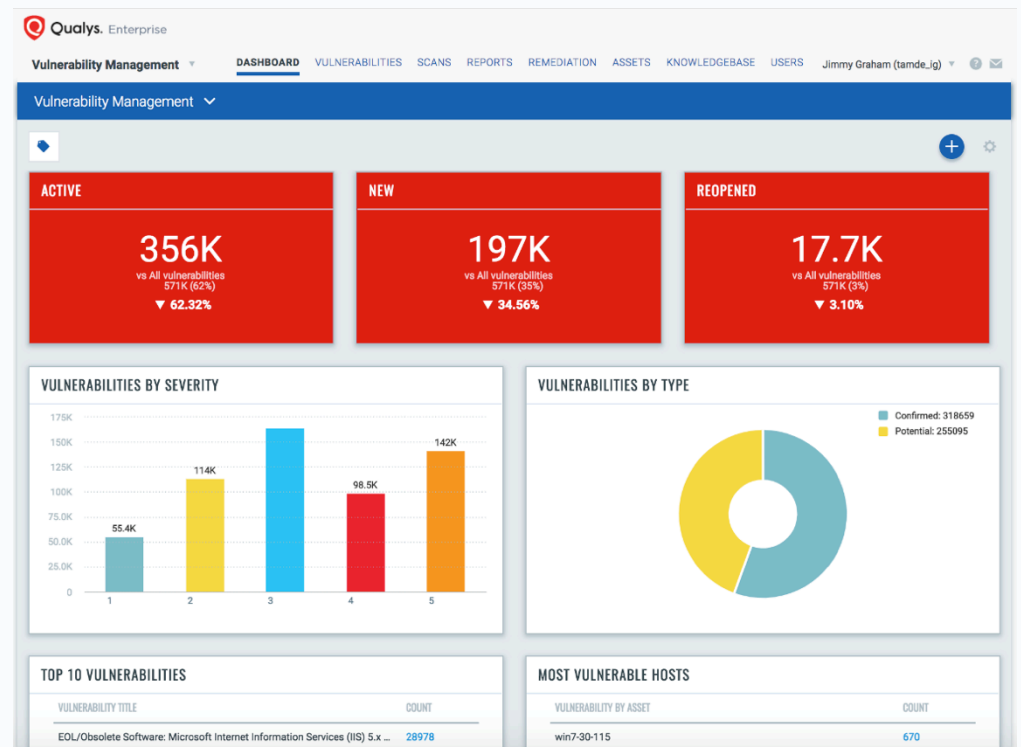 Qualys. Enterprise
Vulnerability Management DASHBOARD VULNERABILITIES SCANS REPORTS REMEDIATION ASSETS KNOWLEDGEBASE USERS Jimmy Graham (tamde_ig) ?
Vulnerability Management
ACTIVE
356K
vs All vulnerabilities
571K (62%)
▼ 62.32%
NEW
197K
vs All vulnerabilities
571K (35%)
▼ 34.56%
REOPENED
17.7K
vs All vulnerabilities
571K (3%)
▼ 3.10%
VULNERABILITIES BY SEVERITY
175K
150K
125K
100K
75.0K
50.0K
25.0K
0
55.4K
114K
98.5K
142K
1 2 3 4 5
VULNERABILITIES BY TYPE
Confirmed: 318659
Potential: 255095
TOP 10 VULNERABILITIES
VULNERABILITY TITLE COUNT
EOL/Obsolete Software: Microsoft Internet Information Services (IIS) 5.x ... 28978
MOST VULNERABLE HOSTS
VULNERABILITY BY ASSET COUNT
win7-30-115 670